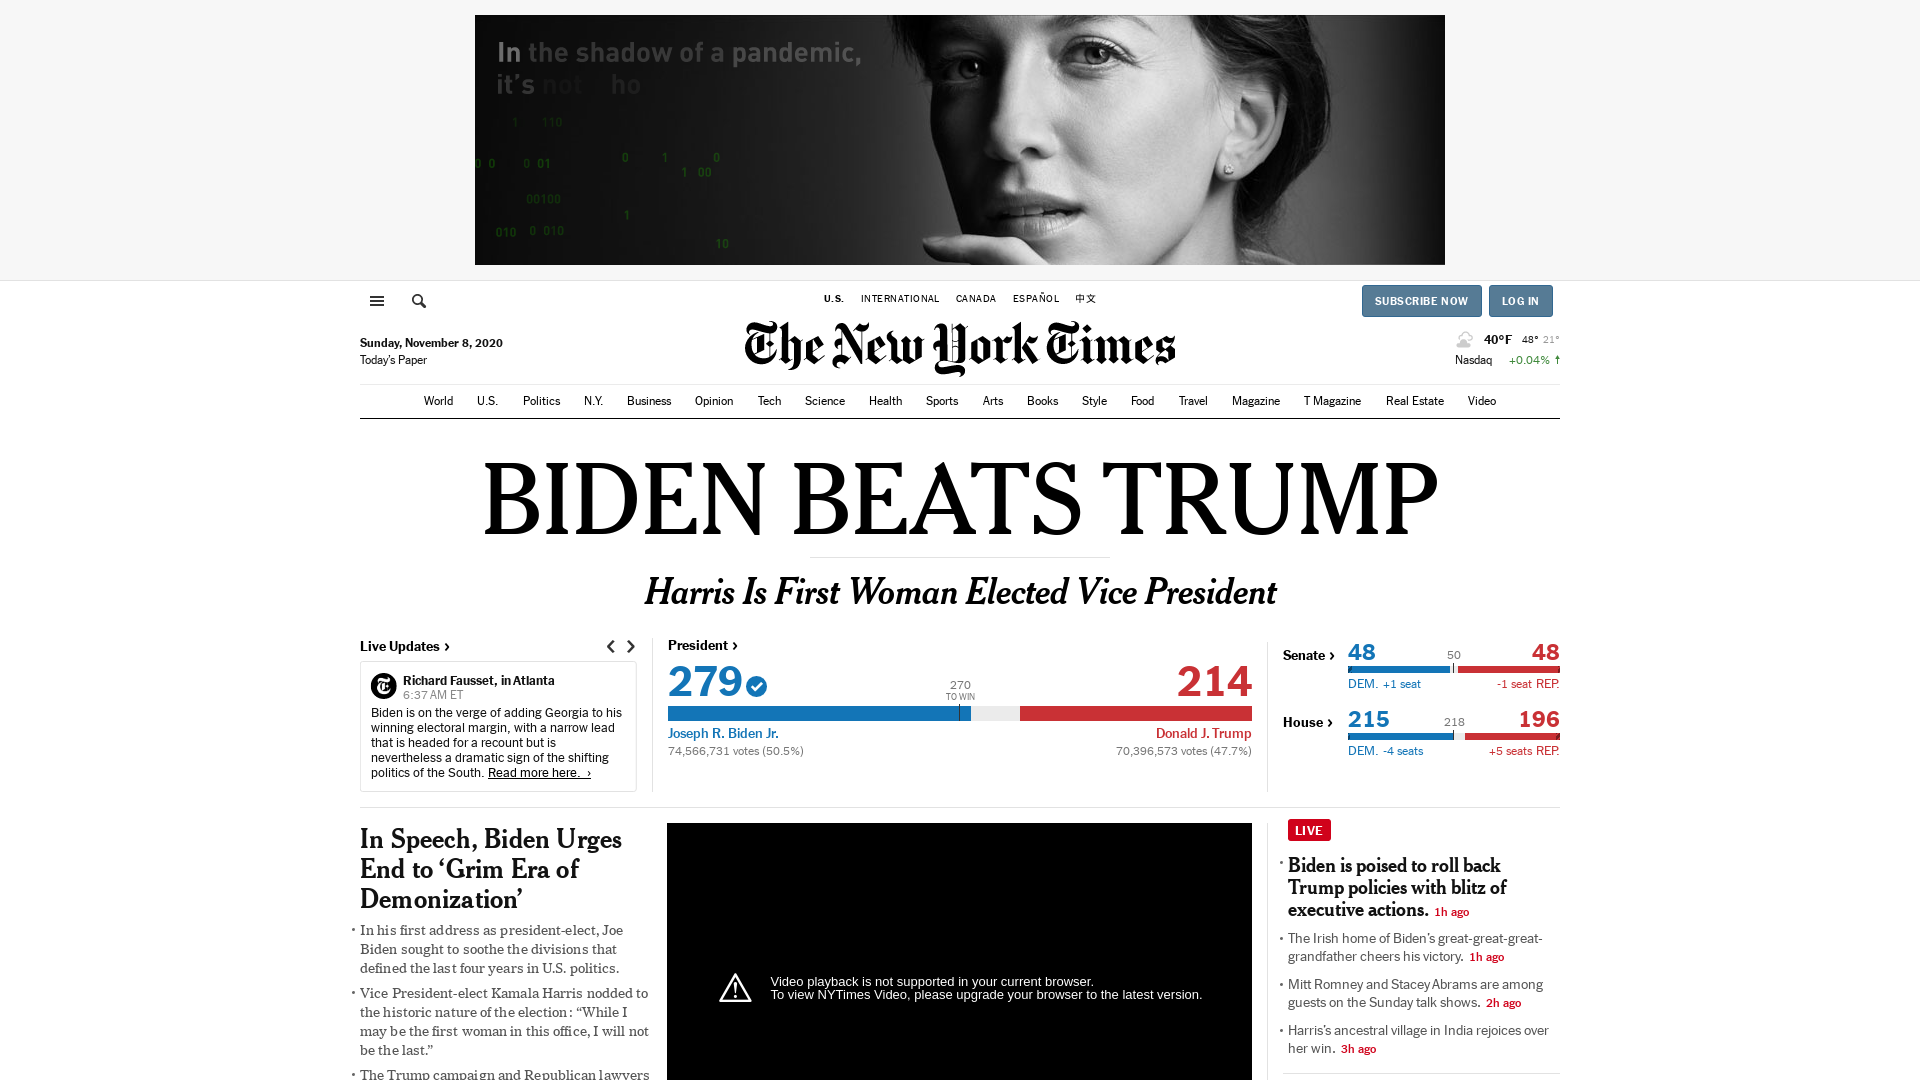 In the shadow of a pandemic,
it's not ho
1 110
0 0 0 01 0 1 0
1 00
00100
1
010 0 010
10
U.S. INTERNATIONAL CANADA ESPAÑOL 中文
SUBSCRIBE NOW LOG IN
The New York Times
Sunday, November 8, 2020
Today's Paper
40°F 48° 21°
Nasdaq +0.04%
World U.S. Politics N.Y. Business Opinion Tech Science Health Sports Arts Books Style Food Travel Magazine T Magazine Real Estate Video
BIDEN BEATS TRUMP
Harris Is First Woman Elected Vice President
Live Updates ›
Richard Fausset, in Atlanta
6:37 AM ET
Biden is on the verge of adding Georgia to his
winning electoral margin, with a narrow lead
that is headed for a recount but is
nevertheless a dramatic sign of the shifting
politics of the South. Read more here. ›
President ›
279 214
270
TO WIN
Joseph R. Biden Jr. Donald J. Trump
74,566,731 votes (50.5%) 70,396,573 votes (47.7%)
Senate › 48 50 48
DEM. +1 seat -1 seat REP.
House › 215 218 196
DEM. -4 seats +5 seats REP.
In Speech, Biden Urges
End to ‘Grim Era of
Demonization’
In his first address as president-elect, Joe
Biden sought to soothe the divisions that
defined the last four years in U.S. politics.
Vice President-elect Kamala Harris nodded to
the historic nature of the election: “While I
may be the first woman in this office, I will not
be the last.”
The Trump campaign and Republican lawyers
Video playback is not supported in your current browser.
To view NYTimes Video, please upgrade your browser to the latest version.
LIVE
Biden is poised to roll back
Trump policies with blitz of
executive actions. 1h ago
The Irish home of Biden’s great-great-great-
grandfather cheers his victory. 1h ago
Mitt Romney and Stacey Abrams are among
guests on the Sunday talk shows. 2h ago
Harris’s ancestral village in India rejoices over
her win. 3h ago